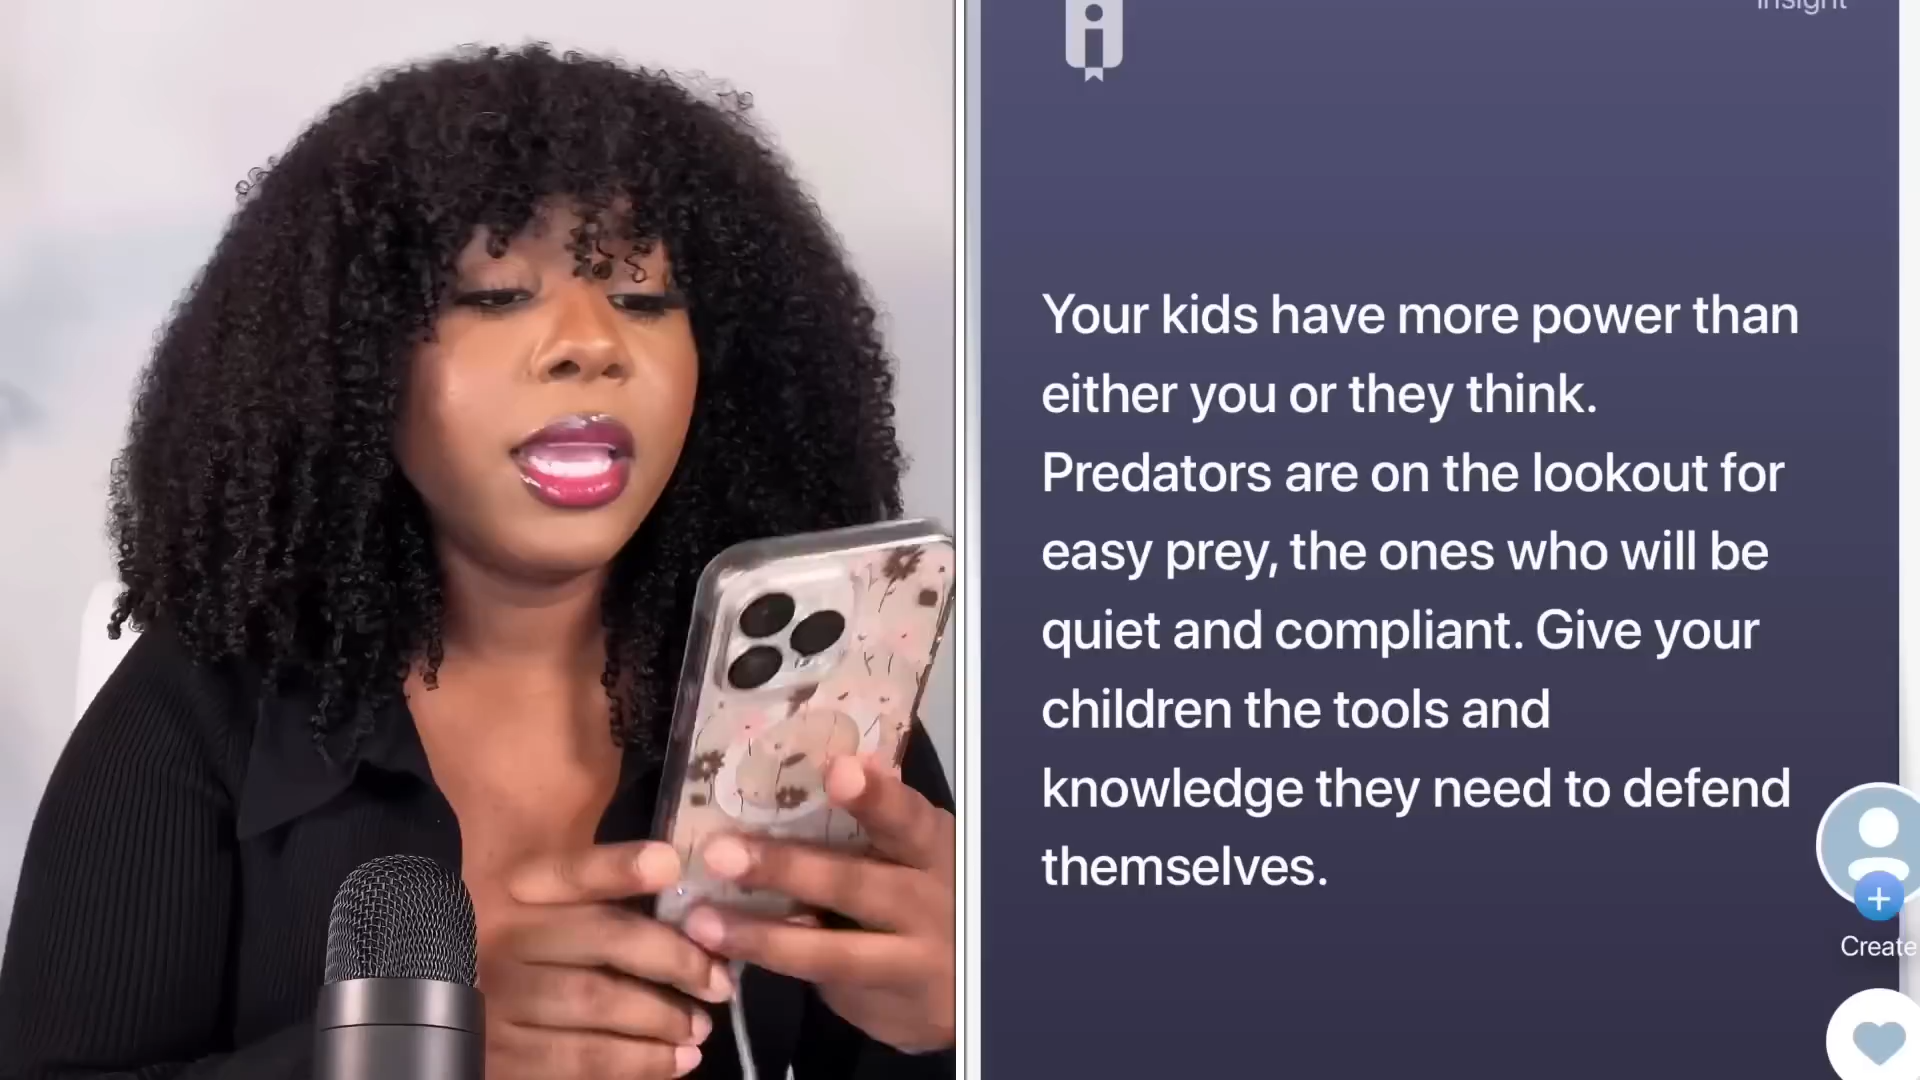 Insight
Your kids have more power than
either you or they think.
Predators are on the lookout for
easy prey, the ones who will be
quiet and compliant. Give your
children the tools and
knowledge they need to defend
themselves.
Create